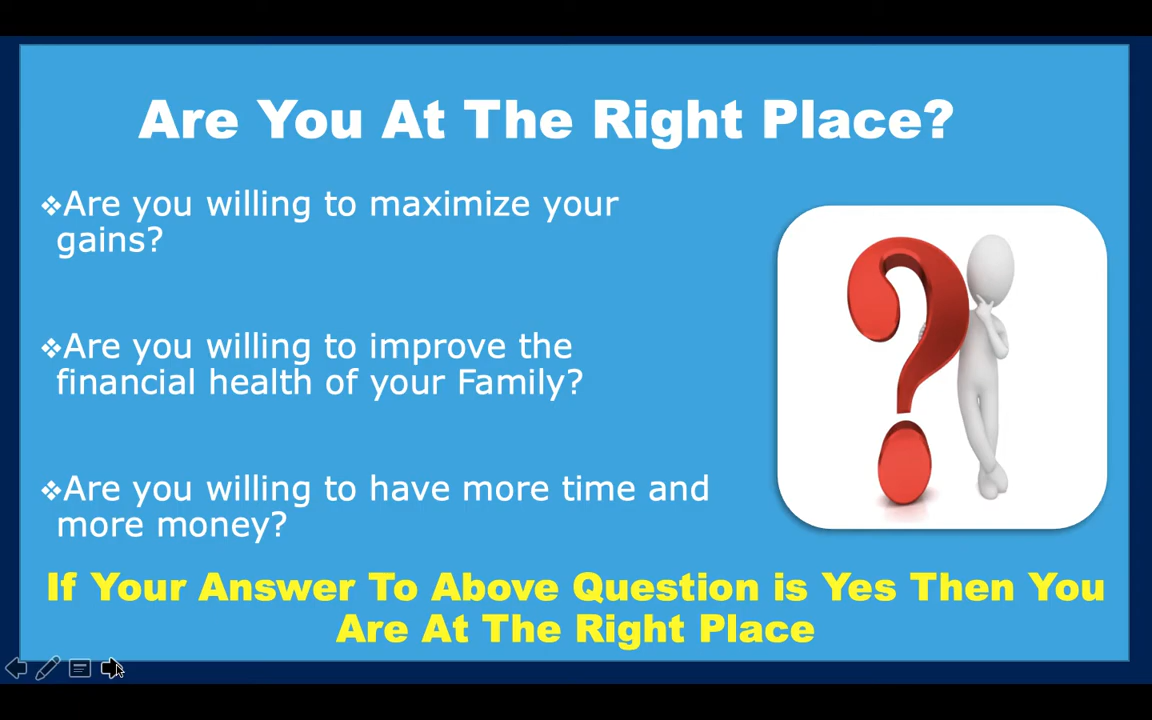 Are You At The Right Place?
❖Are you willing to maximize your
gains?
❖Are you willing to improve the
financial health of your Family?
❖Are you willing to have more time and
more money?
If Your Answer To Above Question is Yes Then You
Are At The Right Place